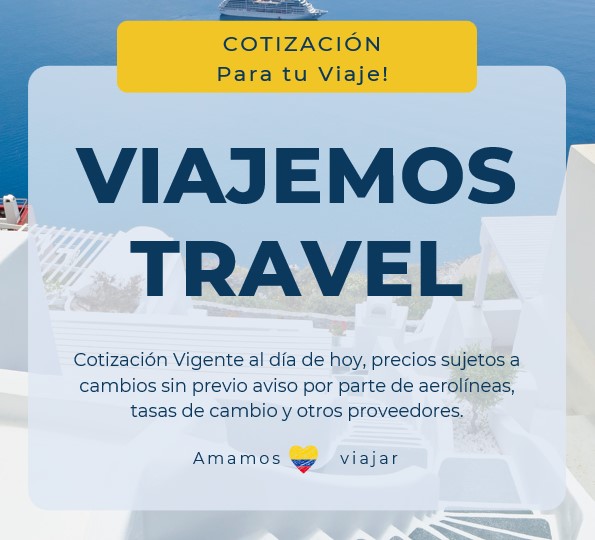 COTIZACIÓN
Para tu Viaje!
VIAJEMOS
TRAVEL
Cotización Vigente al día de hoy, precios sujetos a
cambios sin previo aviso por parte de aerolíneas,
tasas de cambio y otros proveedores.
Amamos viajar